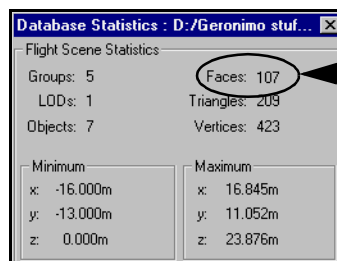 Database Statistics : D:/Geronimo stuf...
Flight Scene Statistics
Groups: 5 Faces: 107
LODs: 1 Triangles: 209
Objects: 7 Vertices: 423
Minimum Maximum
x: -16.000m x: 16.845m
y: -13.000m y: 11.052m
z: 0.000m z: 23.876m